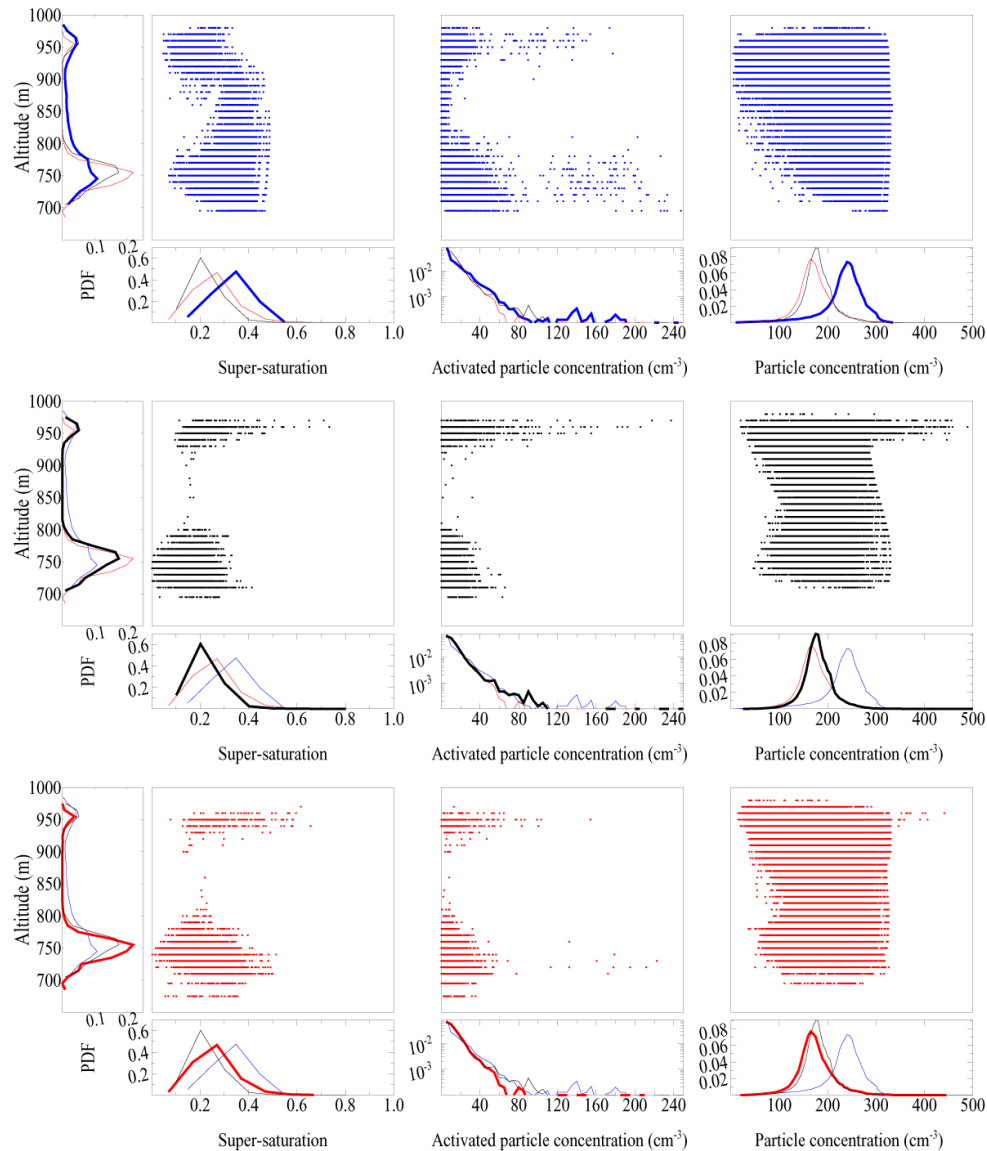 1000
950
900
850
800
750
700
Altitude (m)
0.1 0.2
PDF
0.6
0.4
0.2
0.2 0.4 0.6 0.8 1.0
Super-saturation
10⁻²
10⁻³
40 80 120 160 200 240
Activated particle concentration (cm⁻³)
0.08
0.06
0.04
0.02
0 100 200 300 400 500
Particle concentration (cm⁻³)
1000
950
900
850
800
750
700
Altitude (m)
0.1 0.2
PDF
0.6
0.4
0.2
0.2 0.4 0.6 0.8 1.0
Super-saturation
10⁻²
10⁻³
40 80 120 160 200 240
Activated particle concentration (cm⁻³)
0.08
0.06
0.04
0.02
0 100 200 300 400 500
Particle concentration (cm⁻³)
1000
950
900
850
800
750
700
Altitude (m)
0.1 0.2
PDF
0.6
0.4
0.2
0.2 0.4 0.6 0.8 1.0
Super-saturation
10⁻²
10⁻³
40 80 120 160 200 240
Activated particle concentration (cm⁻³)
0.08
0.06
0.04
0.02
0 100 200 300 400 500
Particle concentration (cm⁻³)